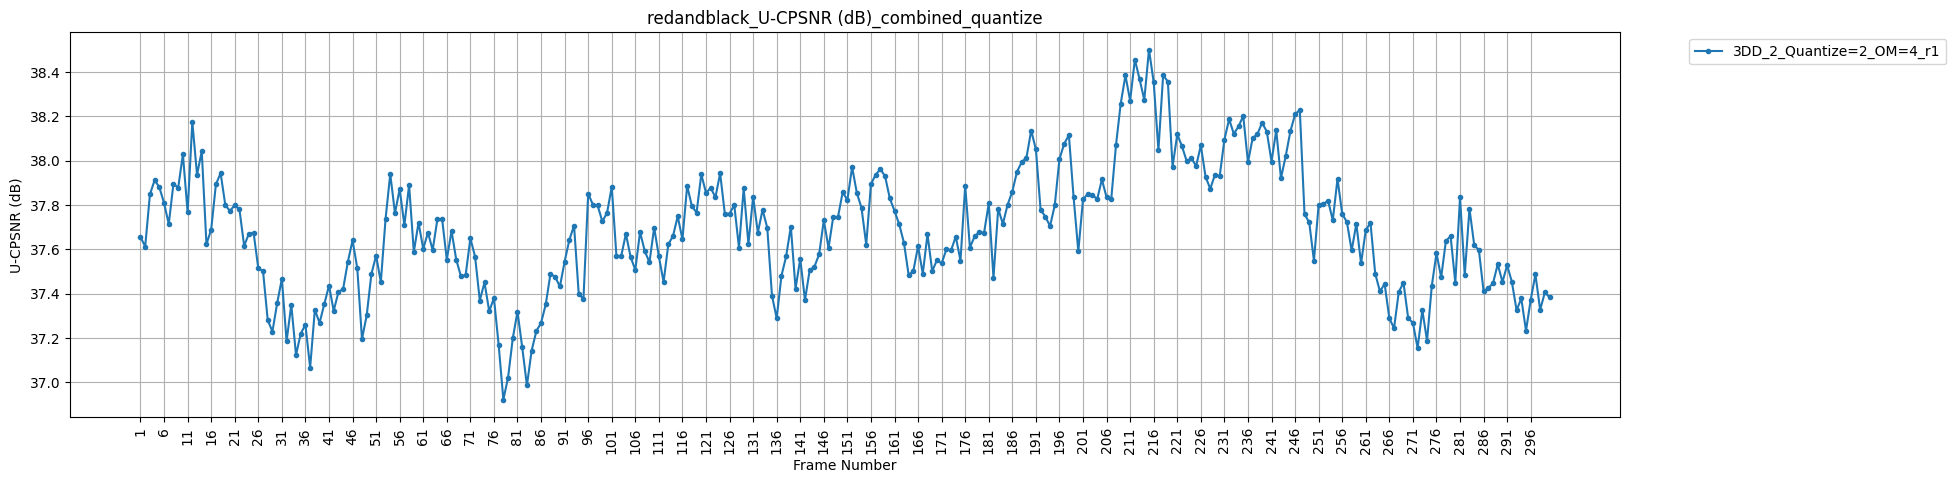 redandblack_U-CPSNR (dB)_combined_quantize
3DD_2_Quantize=2_OM=4_r1
U-CPSNR (dB)
38.4
38.2
38.0
37.8
37.6
37.4
37.2
37.0
1 6 11 16 21 26 31 36 41 46 51 56 61 66 71 76 81 86 91 96 101 106 111 116 121 126 131 136 141 146 151 156 161 166 171 176 181 186 191 196 201 206 211 216 221 226 231 236 241 246 251 256 261 266 271 276 281 286 291 296
Frame Number